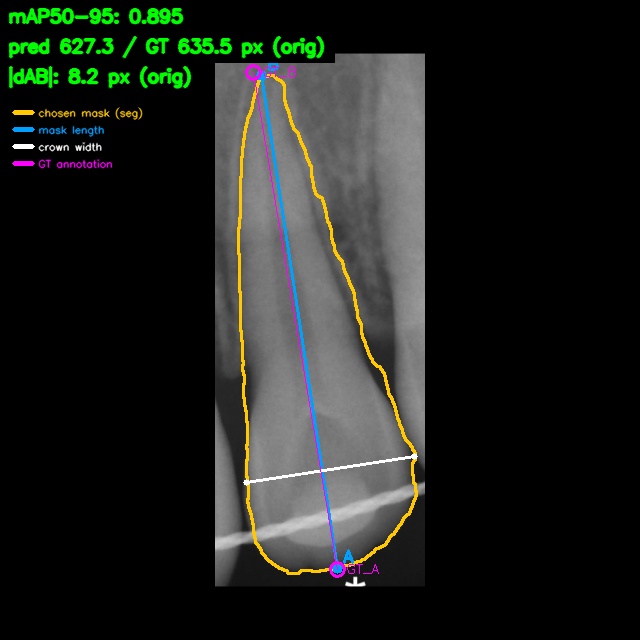 mAP50-95: 0.895
pred 627.3 / GT 635.5 px (orig)
|dAB|: 8.2 px (orig)
chosen mask (seg)
mask length
crown width
GT annotation
A
GT_A